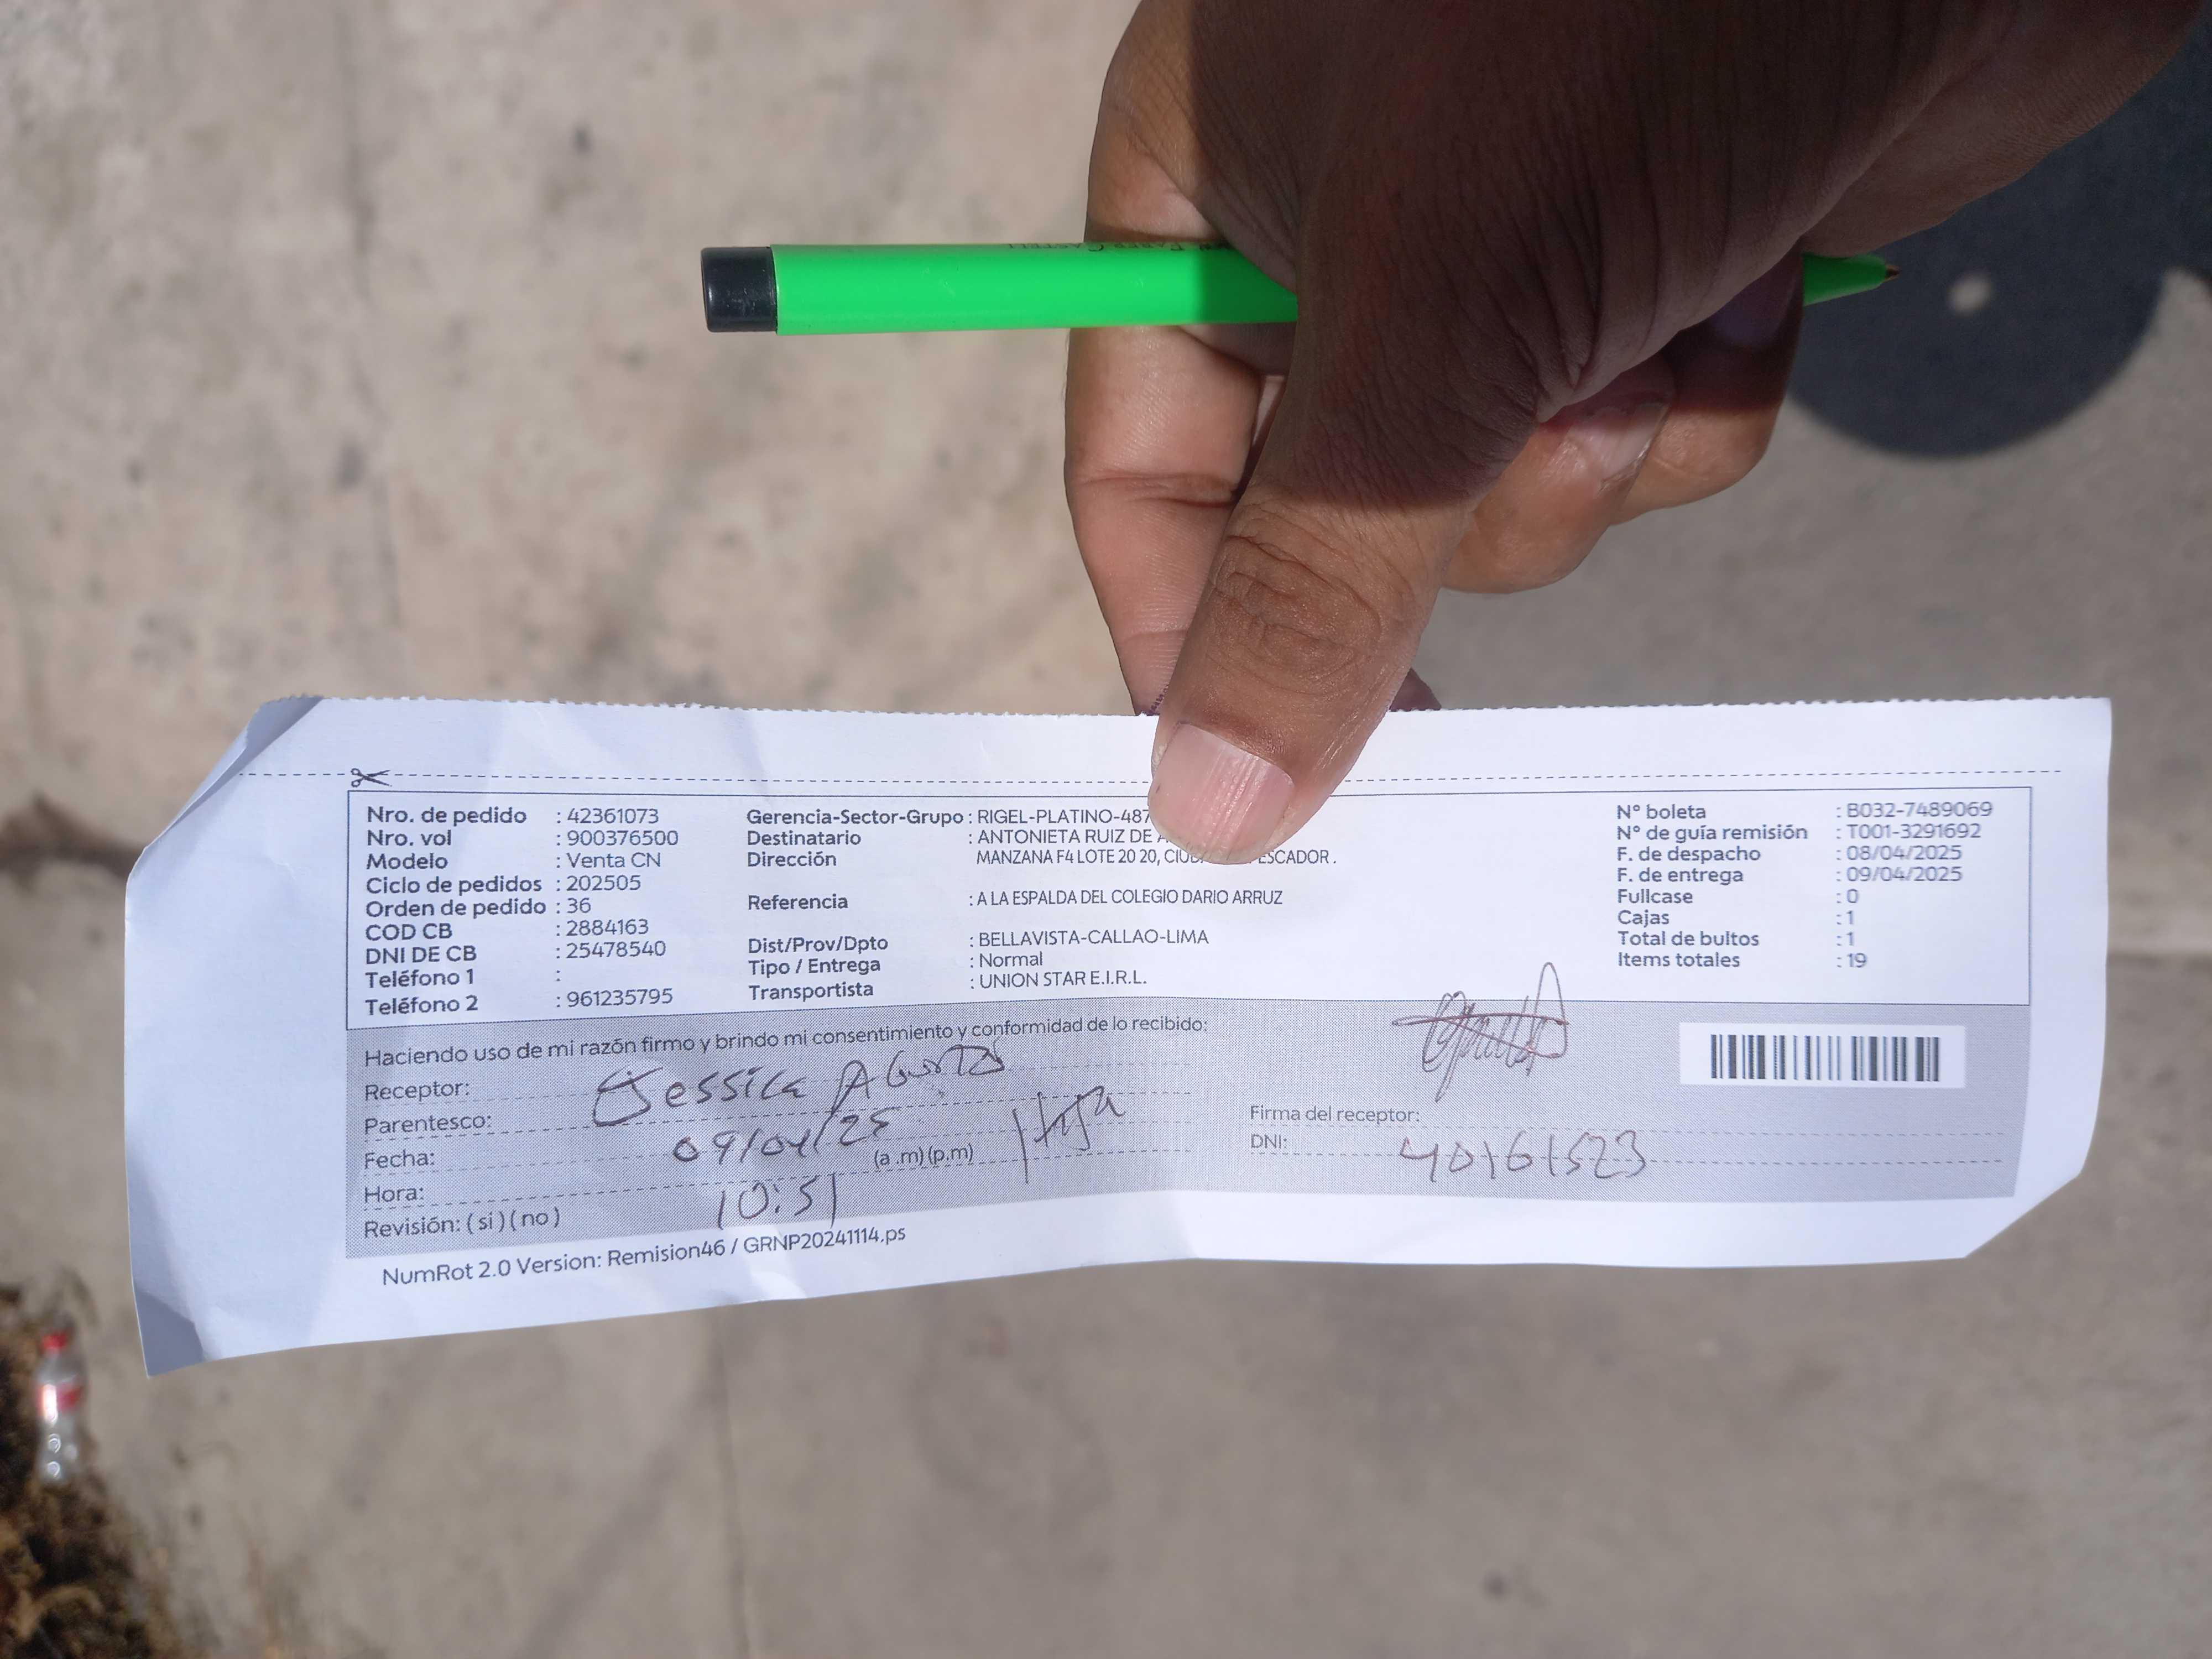 FABER CASTELL
Nro. de pedido : 42361073
Nro. vol : 900376500
Modelo : Venta CN
Ciclo de pedidos : 202505
Orden de pedido : 36
COD CB : 2884163
DNI DE CB : 25478540
Teléfono 1 :
Teléfono 2 : 961235795
Gerencia-Sector-Grupo : RIGEL-PLATINO-487
Destinatario : ANTONIETA RUIZ DE
Dirección MANZANA F4 LOTE 20 20,
Referencia : A LA ESPALDA DEL COLEGIO DARIO ARRUZ
Dist/Prov/Dpto : BELLAVISTA-CALLAO-LIMA
Tipo / Entrega : Normal
Transportista : UNION STAR E.I.R.L.
N° boleta : B032-7489069
N° de guía remisión : T001-3291692
F. de despacho : 08/04/2025
F. de entrega : 09/04/2025
Fullcase : 0
Cajas : 1
Total de bultos : 1
Items totales : 19
Haciendo uso de mi razón firmo y brindo mi consentimiento y conformidad de lo recibido:
Receptor: Jessica
Parentesco: Hija
Fecha: 09/04/25
Hora: 10:51 (a .m) (p.m)
Revisión: ( si ) ( no )
Firma del receptor:
DNI: 40161523
NumRot 2.0 Version: Remision46 / GRNP20241114.ps